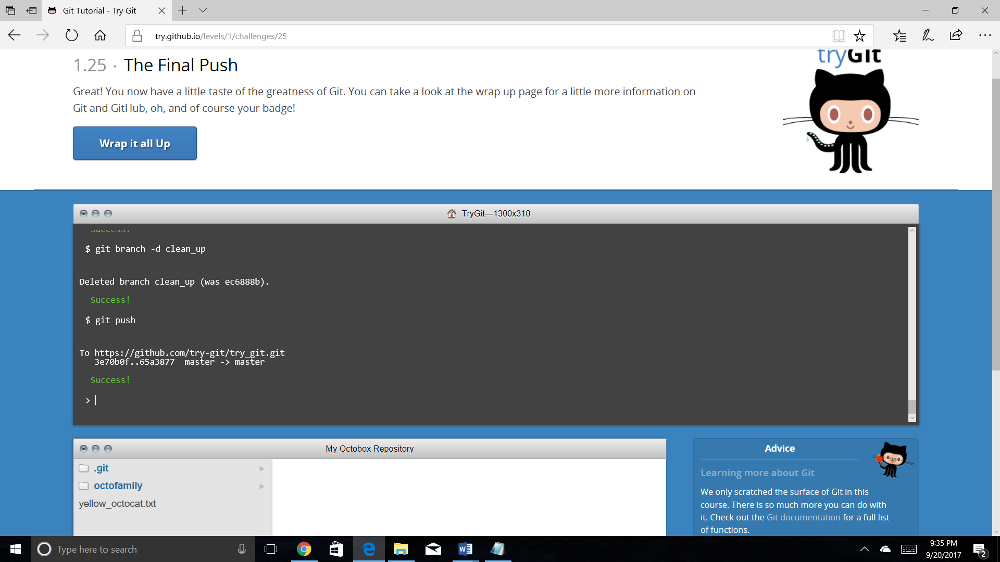 Git Tutorial - Try Git
try.github.io/levels/1/challenges/25
tryGit
1.25 · The Final Push
Great! You now have a little taste of the greatness of Git. You can take a look at the wrap up page for a little more information on
Git and GitHub, oh, and of course your badge!
Wrap it all Up
TryGit—1300x310
Success!
$ git branch -d clean_up
Deleted branch clean_up (was ec6888b).
Success!
$ git push
To https://github.com/try-git/try_git.git
3e70b0f..65a3877 master -> master
Success!
>
My Octobox Repository
.git
octofamily
yellow_octocat.txt
Advice
Learning more about Git
We only scratched the surface of Git in this
course. There is so much more you can do with
it. Check out the Git documentation for a full list
of functions.
Type here to search
9:35 PM
9/20/2017
2